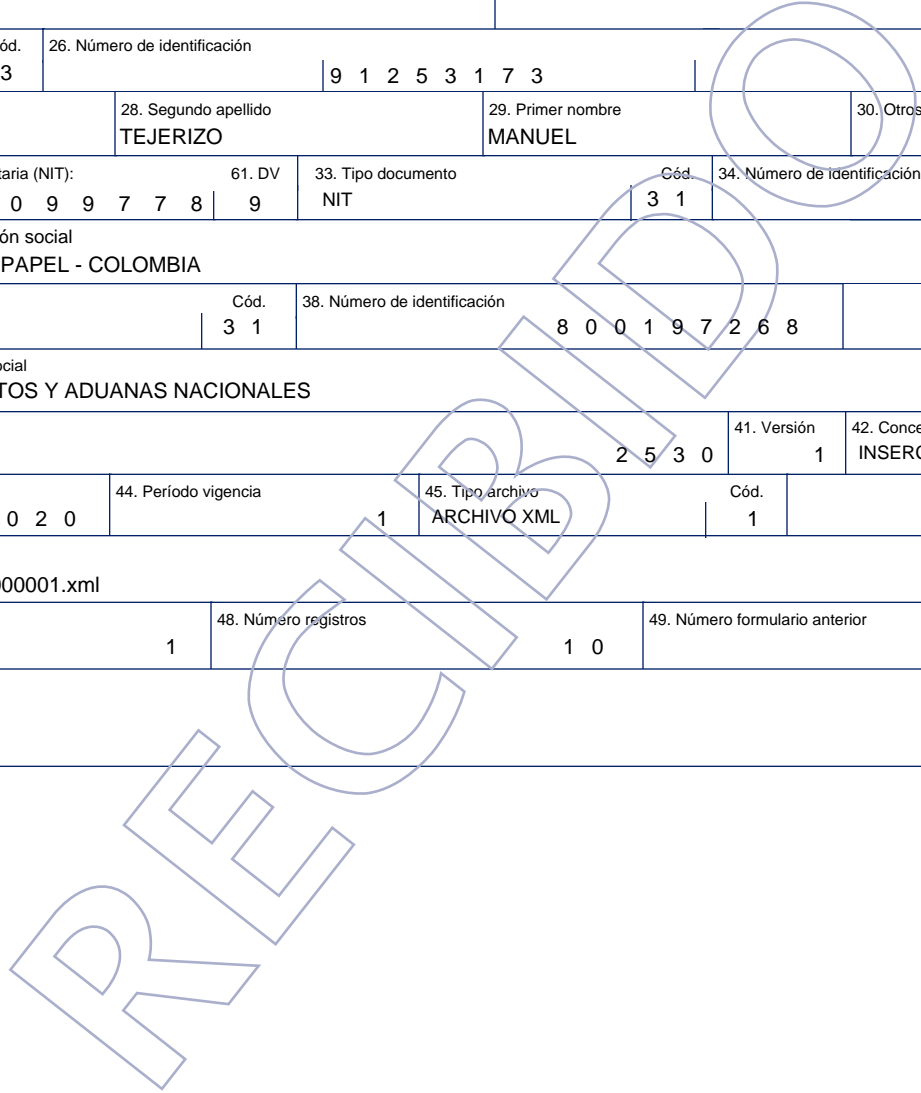 ód. 26. Número de identificación
3 9 1 2 5 3 1 7 3
28. Segundo apellido 29. Primer nombre 30. Otros
TEJERIZO MANUEL
taria (NIT): 61. DV 33. Tipo documento Cód. 34. Número de identificación
0 9 9 7 7 8 9 NIT 3 1
ón social
PAPEL - COLOMBIA
Cód. 38. Número de identificación
3 1 8 0 0 1 9 7 2 6 8
ocial
TOS Y ADUANAS NACIONALES
41. Versión 42. Conce
2 5 3 0 1 INSERC
44. Período vigencia 45. Tipo archivo Cód.
0 2 0 1 ARCHIVO XML 1
000001.xml
48. Número registros 49. Número formulario anterior
1 1 0
RECIBIDO